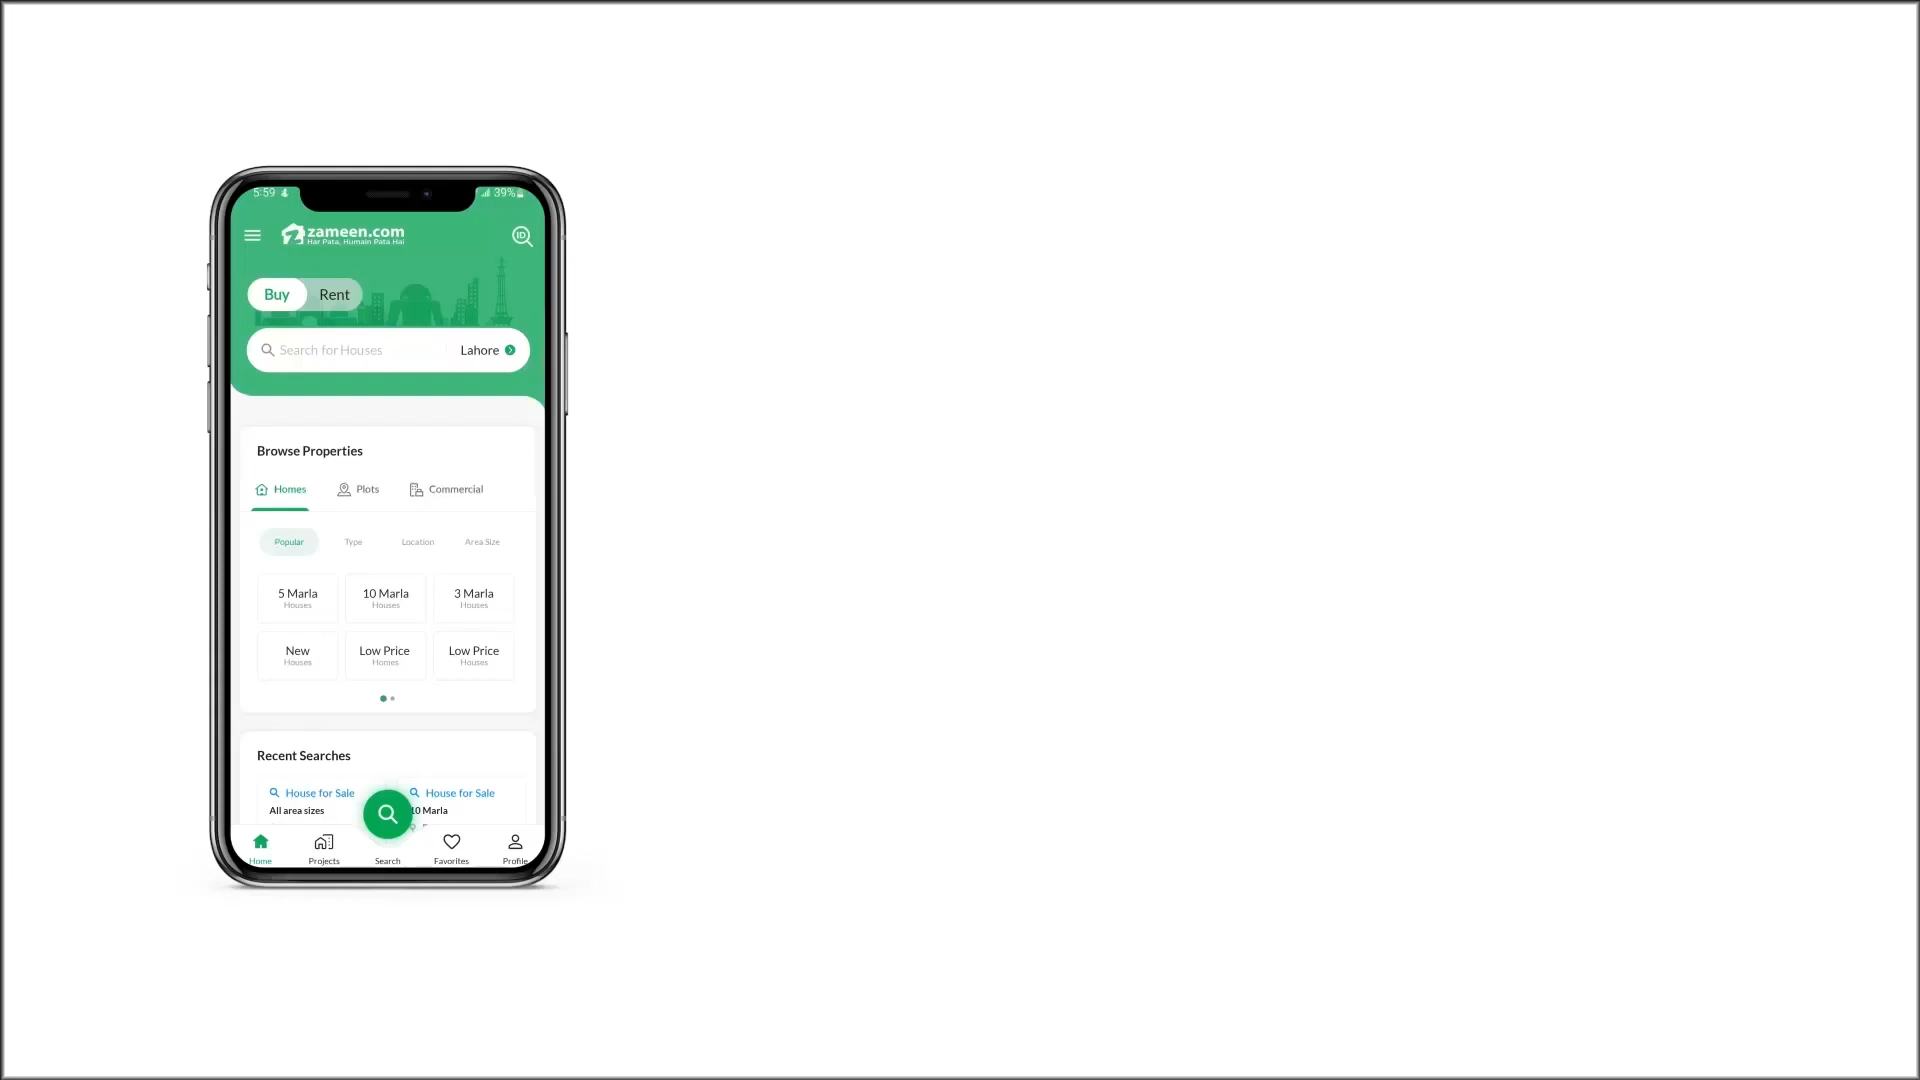 5:59 39%
zameen.com
Har Pata, Humain Pata Hai
ID
Buy Rent
Search for Houses Lahore
Browse Properties
Homes Plots Commercial
Popular Type Location Area Size
5 Marla 10 Marla 3 Marla
Houses Houses Houses
New Low Price Low Price
Houses Homes Houses
Recent Searches
House for Sale House for Sale
All area sizes 10 Marla
Home Projects Search Favorites Profile